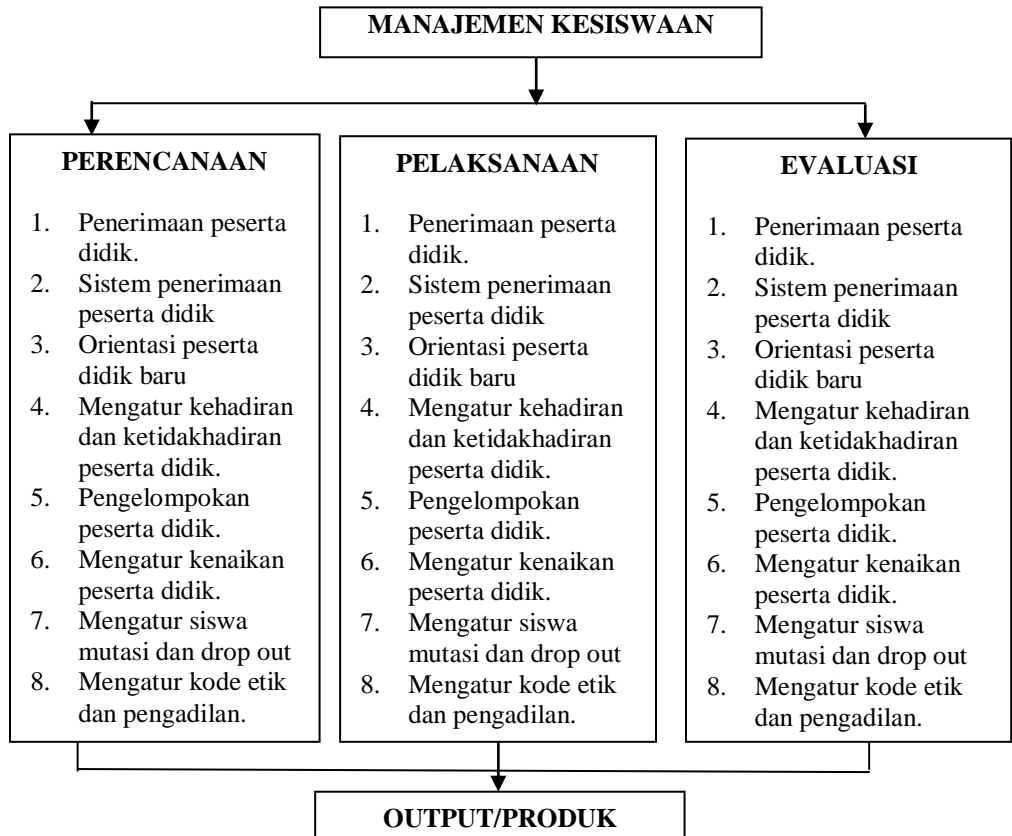 MANAJEMEN KESISWAAN
PERENCANAAN
1. Penerimaan peserta
didik.
2. Sistem penerimaan
peserta didik
3. Orientasi peserta
didik baru
4. Mengatur kehadiran
dan ketidakhadiran
peserta didik.
5. Pengelompokan
peserta didik.
6. Mengatur kenaikan
peserta didik.
7. Mengatur siswa
mutasi dan drop out
8. Mengatur kode etik
dan pengadilan.
PELAKSANAAN
1. Penerimaan peserta
didik.
2. Sistem penerimaan
peserta didik
3. Orientasi peserta
didik baru
4. Mengatur kehadiran
dan ketidakhadiran
peserta didik.
5. Pengelompokan
peserta didik.
6. Mengatur kenaikan
peserta didik.
7. Mengatur siswa
mutasi dan drop out
8. Mengatur kode etik
dan pengadilan.
EVALUASI
1. Penerimaan peserta
didik.
2. Sistem penerimaan
peserta didik
3. Orientasi peserta
didik baru
4. Mengatur kehadiran
dan ketidakhadiran
peserta didik.
5. Pengelompokan
peserta didik.
6. Mengatur kenaikan
peserta didik.
7. Mengatur siswa
mutasi dan drop out
8. Mengatur kode etik
dan pengadilan.
OUTPUT/PRODUK